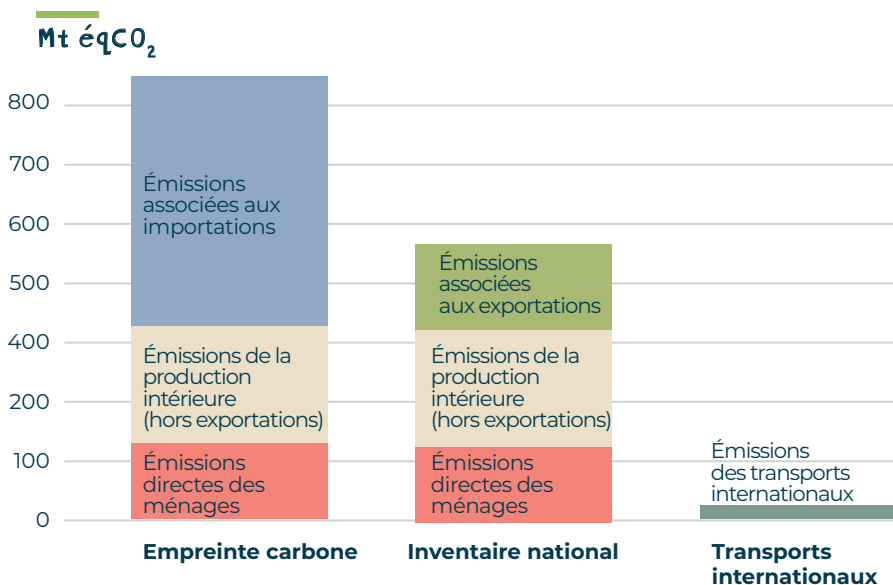 Mt éqCO₂
800
700
600
500
400
200
100
0
Émissions
associées aux
importations
Émissions de la
production
intérieure
(hors exportations)
Émissions
directes des
ménages
Émissions
associées
aux exportations
Émissions de la
production
intérieure
(hors exportations)
Émissions
directes des
ménages
Émissions
des transports
internationaux
Empreinte carbone
Inventaire national
Transports
internationaux